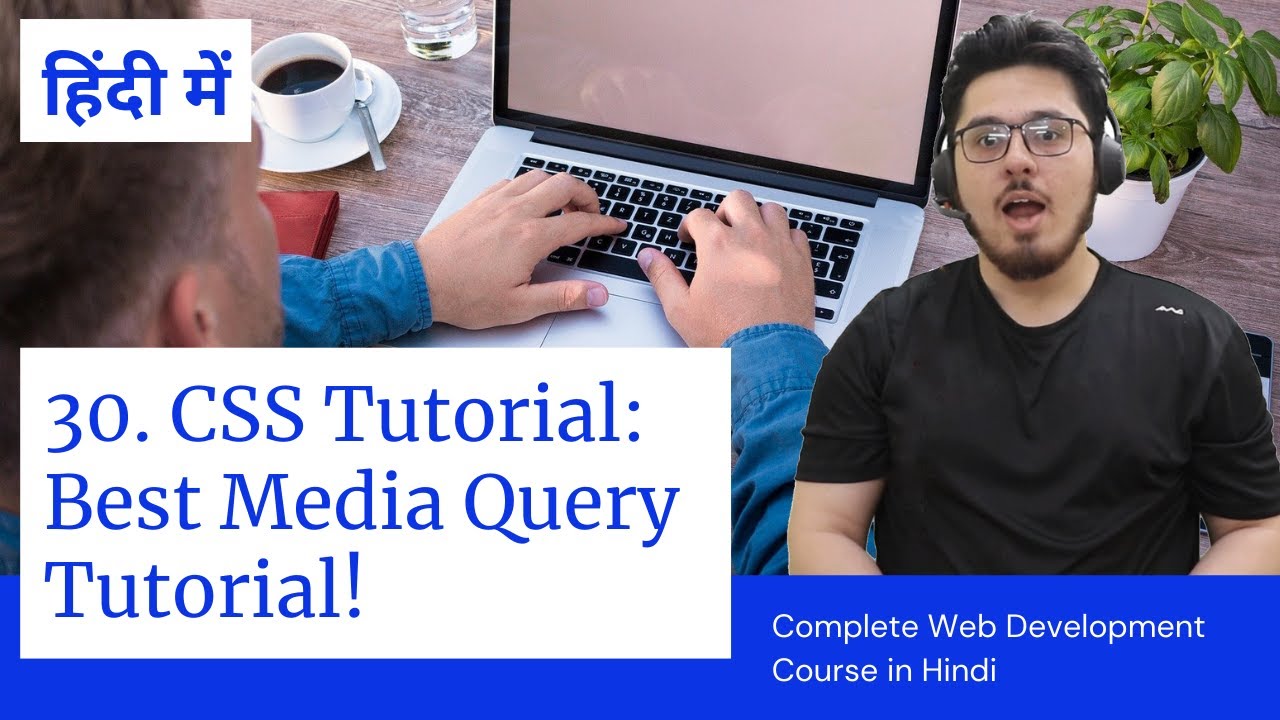 हिंदी में
30. CSS Tutorial:
Best Media Query
Tutorial!
Complete Web Development
Course in Hindi